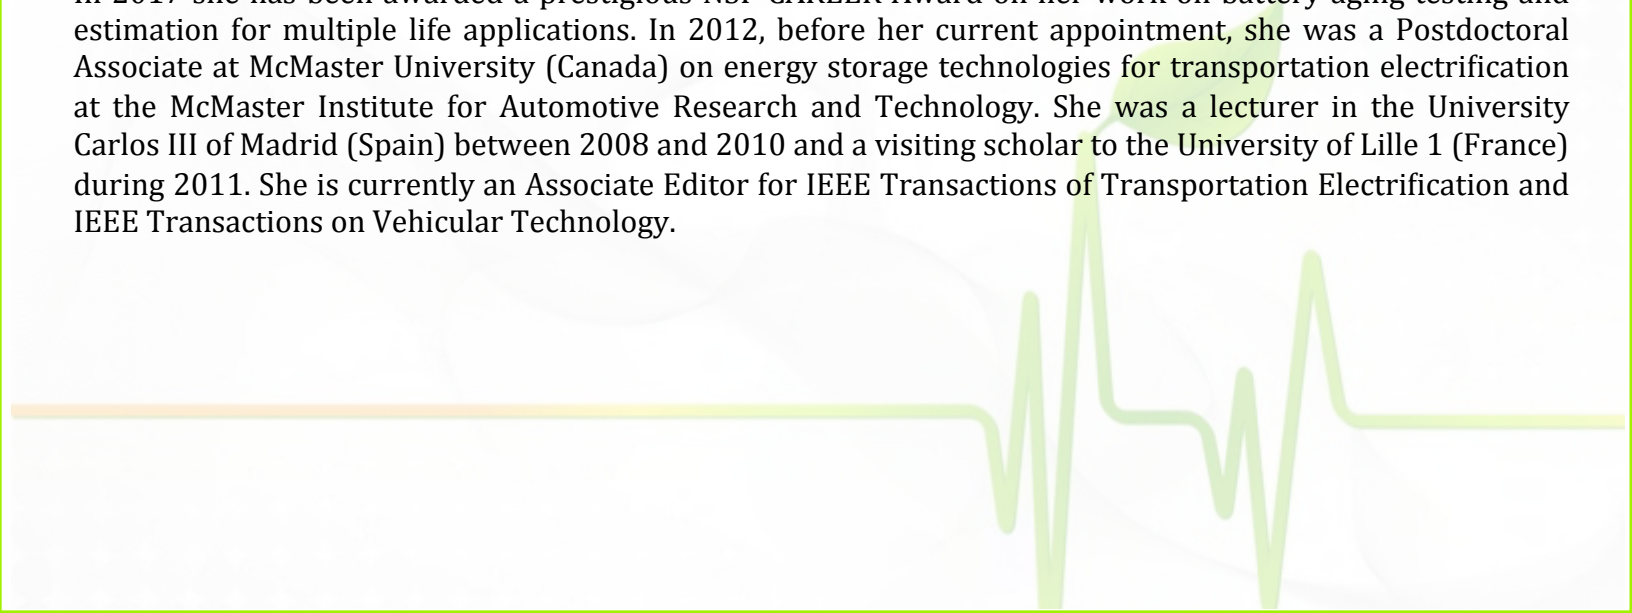 in 2017 she has been awarded a prestigious NSF CAREER Award on her work on battery aging testing and
estimation for multiple life applications. In 2012, before her current appointment, she was a Postdoctoral
Associate at McMaster University (Canada) on energy storage technologies for transportation electrification
at the McMaster Institute for Automotive Research and Technology. She was a lecturer in the University
Carlos III of Madrid (Spain) between 2008 and 2010 and a visiting scholar to the University of Lille 1 (France)
during 2011. She is currently an Associate Editor for IEEE Transactions of Transportation Electrification and
IEEE Transactions on Vehicular Technology.